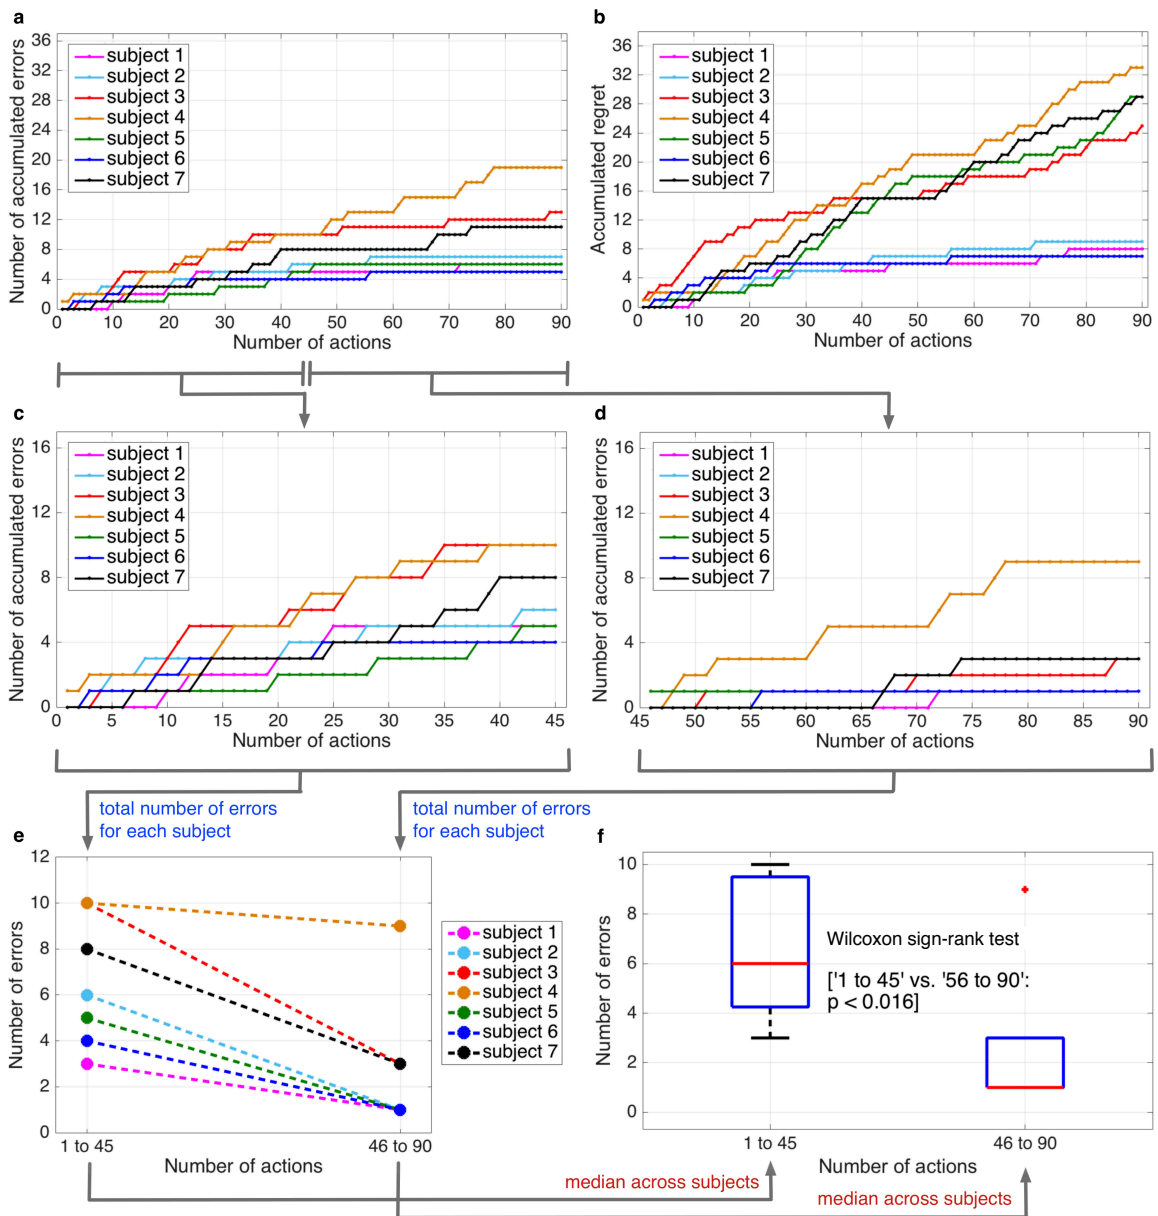 a
Number of accumulated errors
36
32
28
24
20
16
12
8
4
0
subject 1
subject 2
subject 3
subject 4
subject 5
subject 6
subject 7
1 10 20 30 40 50 60 70 80 90
Number of actions
b
Accumulated regret
36
32
28
24
20
16
12
8
4
0
subject 1
subject 2
subject 3
subject 4
subject 5
subject 6
subject 7
1 10 20 30 40 50 60 70 80 90
Number of actions
c
Number of accumulated errors
16
12
8
4
0
subject 1
subject 2
subject 3
subject 4
subject 5
subject 6
subject 7
0 5 10 15 20 25 30 35 40 45
Number of actions
d
Number of accumulated errors
16
12
8
4
0
subject 1
subject 2
subject 3
subject 4
subject 5
subject 6
subject 7
45 50 55 60 65 70 75 80 85 90
Number of actions
total number of errors
for each subject
total number of errors
for each subject
e
Number of errors
12
10
8
6
4
2
0
1 to 45 46 to 90
Number of actions
subject 1
subject 2
subject 3
subject 4
subject 5
subject 6
subject 7
f
Number of errors
10
8
6
4
2
0
Wilcoxon sign-rank test
['1 to 45' vs. '56 to 90':
p < 0.016]
1 to 45 46 to 90
Number of actions
median across subjects
median across subjects